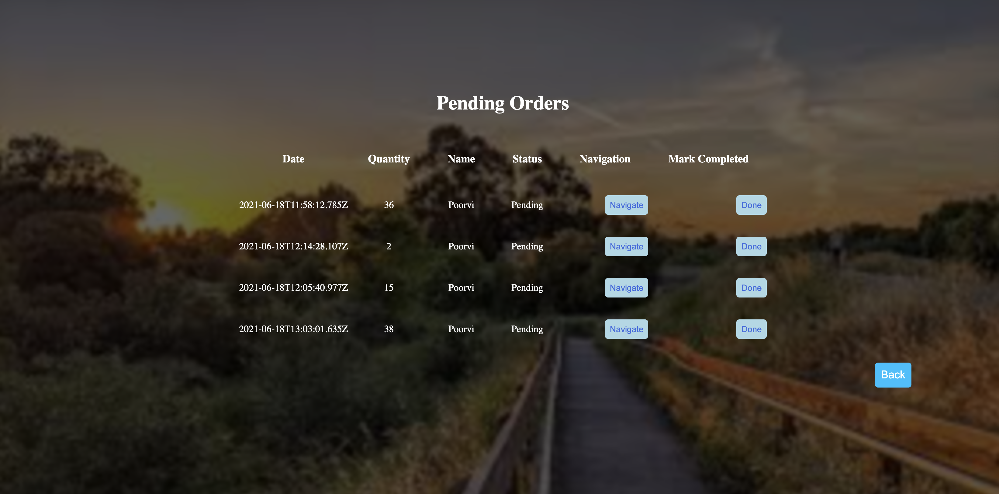 Pending Orders
Date Quantity Name Status Navigation Mark Completed
2021-06-18T11:58:12.785Z 36 Poorvi Pending Navigate Done
2021-06-18T12:14:28.107Z 2 Poorvi Pending Navigate Done
2021-06-18T12:05:40.977Z 15 Poorvi Pending Navigate Done
2021-06-18T13:03:01.635Z 38 Poorvi Pending Navigate Done
Back